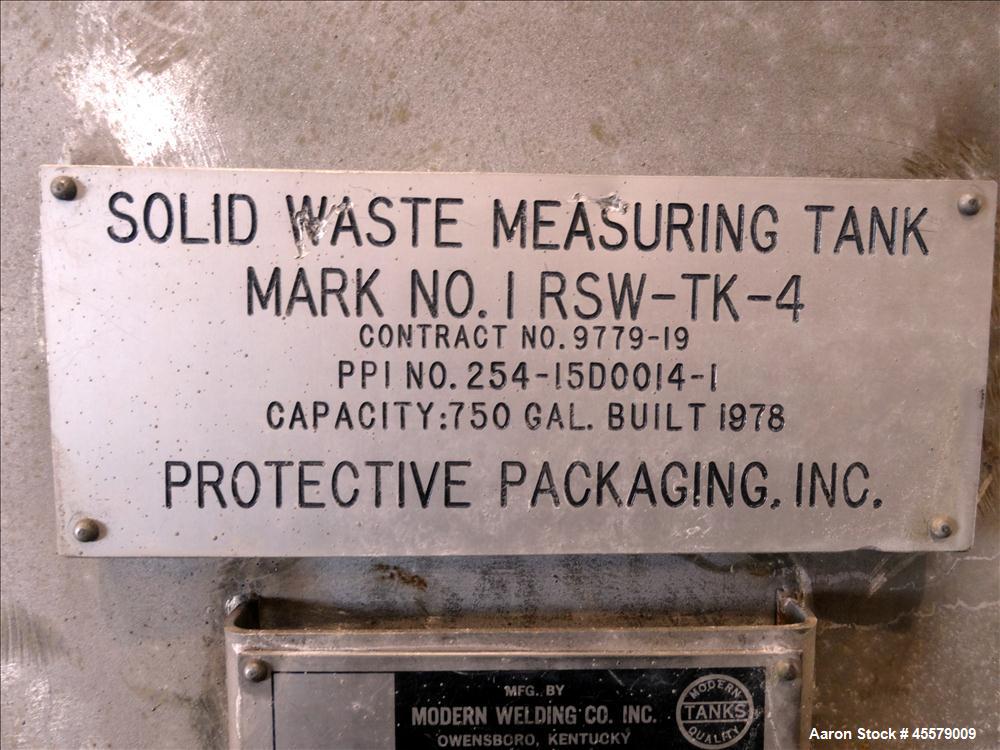 SOLID WASTE MEASURING TANK
MARK NO. 1 RSW-TK-4
CONTRACT NO. 9779-19
PPI NO. 254-15D0014-1
CAPACITY: 750 GAL. BUILT 1978
PROTECTIVE PACKAGING, INC.
MFG. BY
MODERN WELDING CO. INC.
OWENSBORO, KENTUCKY
MODERN
TANKS
QUALITY
Aaron Stock # 45579009